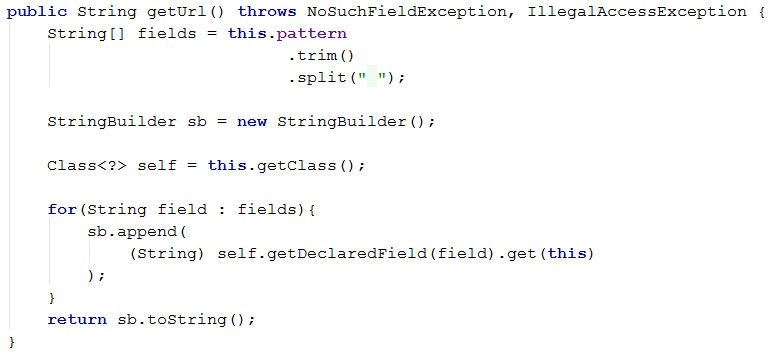 public String getUrl() throws NoSuchFieldException, IllegalAccessException {
    String[] fields = this.pattern
                            .trim()
                            .split(" ");

    StringBuilder sb = new StringBuilder();

    Class<?> self = this.getClass();

    for(String field : fields){
        sb.append(
            (String) self.getDeclaredField(field).get(this)
        );
    }
    return sb.toString();
}